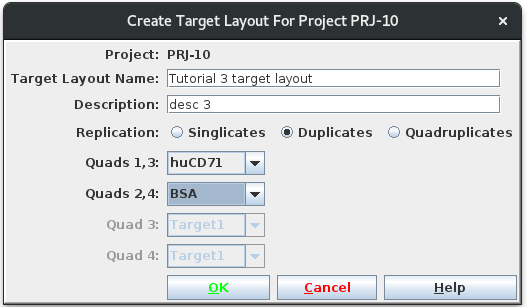 Create Target Layout For Project PRJ-10
Project: PRJ-10
Target Layout Name: Tutorial 3 target layout
Description: desc 3
Replication: Singlicates Duplicates Quadruplicates
Quads 1,3: huCD71
Quads 2,4: BSA
Quad 3: Target1
Quad 4: Target1
OK Cancel Help